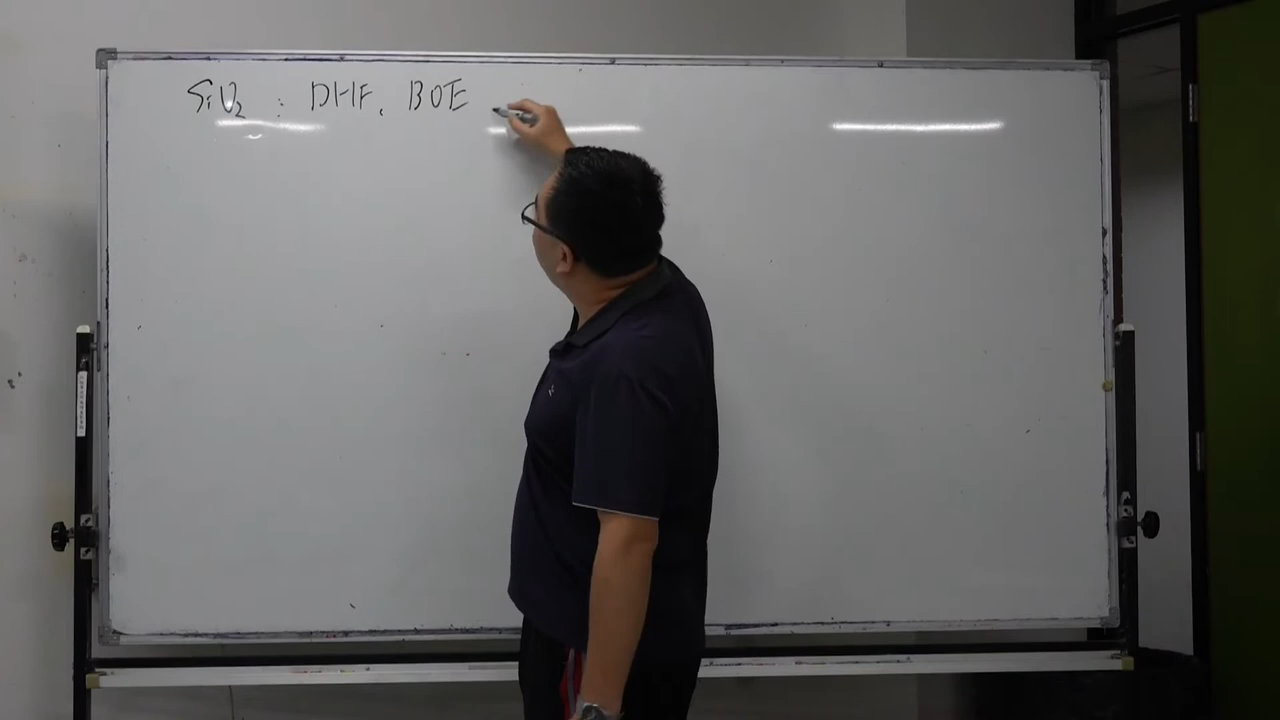 SiO₂ : DHF, BOE